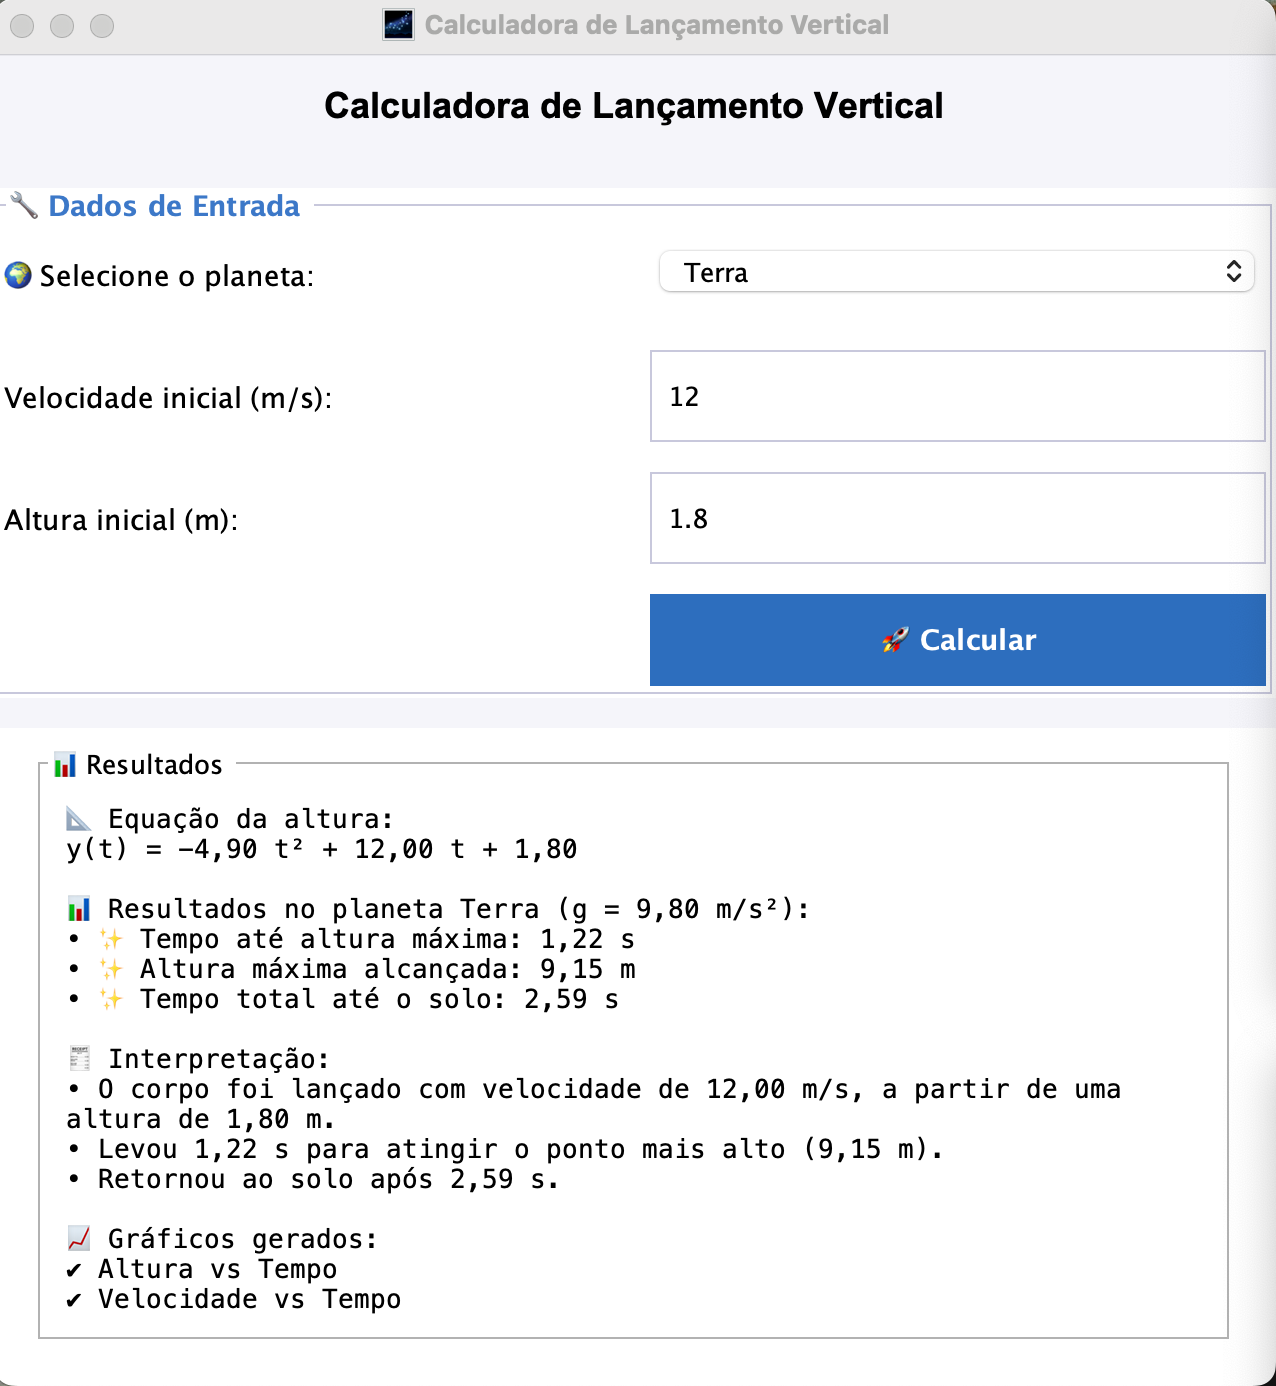 Calculadora de Lançamento Vertical
Calculadora de Lançamento Vertical
🔧 Dados de Entrada
🌍 Selecione o planeta:
Terra
Velocidade inicial (m/s):
12
Altura inicial (m):
1.8
🚀 Calcular
📊 Resultados
📐 Equação da altura:
y(t) = −4,90 t² + 12,00 t + 1,80
📊 Resultados no planeta Terra (g = 9,80 m/s²):
• ✨ Tempo até altura máxima: 1,22 s
• ✨ Altura máxima alcançada: 9,15 m
• ✨ Tempo total até o solo: 2,59 s
🧾 Interpretação:
• O corpo foi lançado com velocidade de 12,00 m/s, a partir de uma
altura de 1,80 m.
• Levou 1,22 s para atingir o ponto mais alto (9,15 m).
• Retornou ao solo após 2,59 s.
📈 Gráficos gerados:
✔ Altura vs Tempo
✔ Velocidade vs Tempo